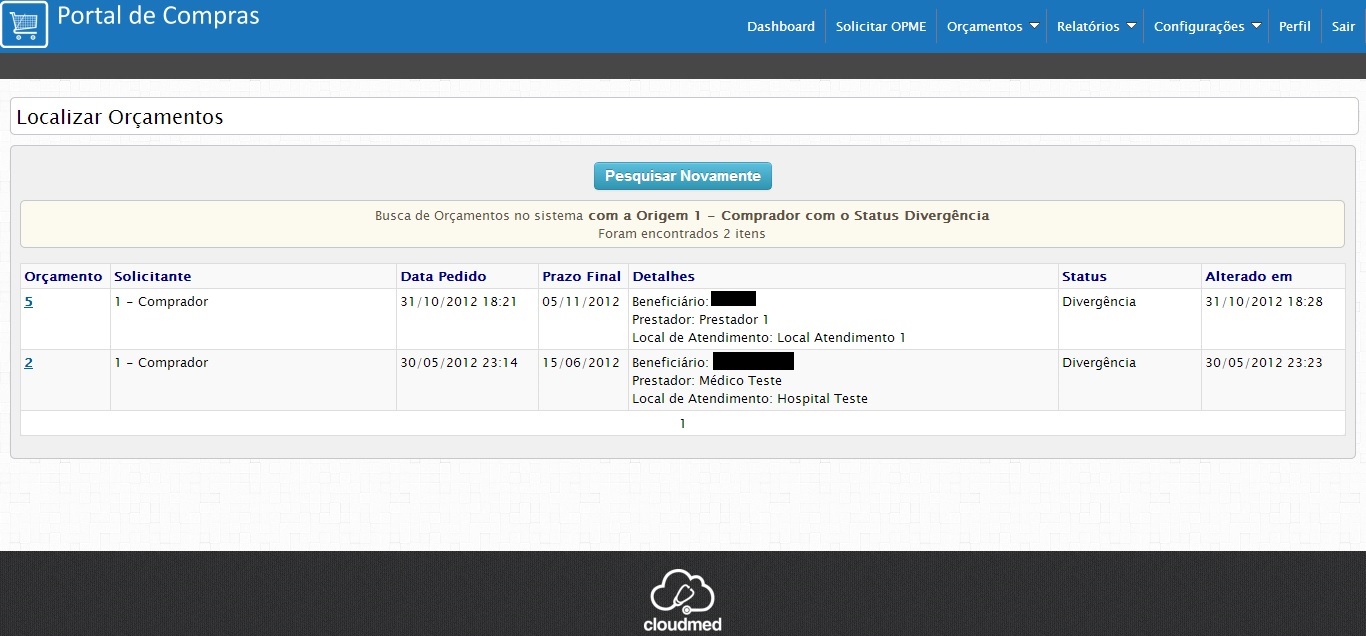 Portal de Compras
Dashboard Solicitar OPME Orçamentos Relatórios Configurações Perfil Sair
Localizar Orçamentos
Pesquisar Novamente
Busca de Orçamentos no sistema com a Origem 1 - Comprador com o Status Divergência
Foram encontrados 2 itens
Orçamento Solicitante Data Pedido Prazo Final Detalhes Status Alterado em
5 1 - Comprador 31/10/2012 18:21 05/11/2012 Beneficiário: Divergência 31/10/2012 18:28
Prestador: Prestador 1
Local de Atendimento: Local Atendimento 1
2 1 - Comprador 30/05/2012 23:14 15/06/2012 Beneficiário: Divergência 30/05/2012 23:23
Prestador: Médico Teste
Local de Atendimento: Hospital Teste
1
cloudmed